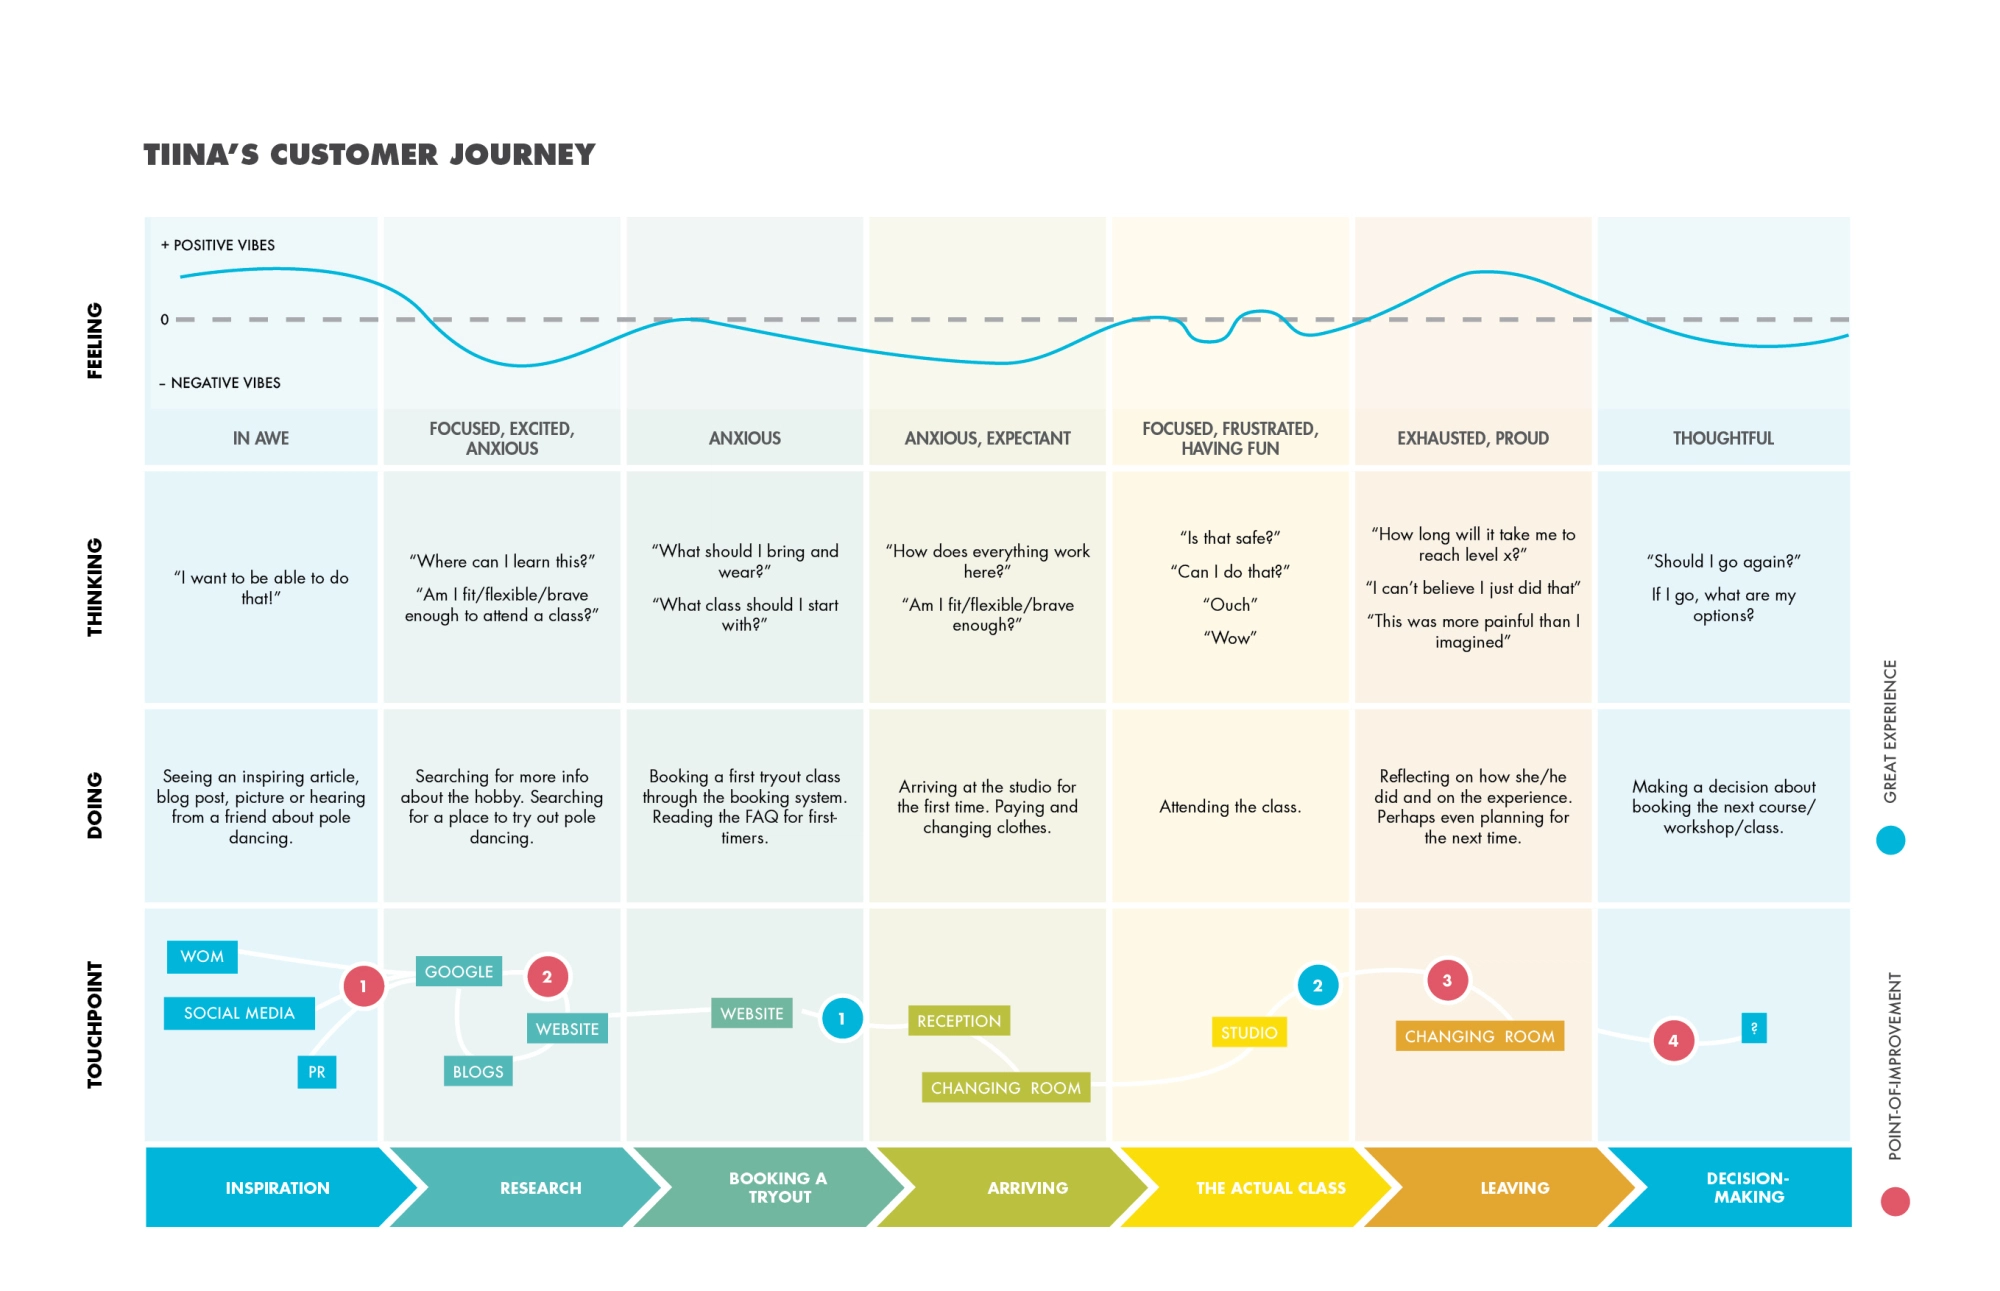 TIINA’S CUSTOMER JOURNEY
FEELING
+ POSITIVE VIBES
0
– NEGATIVE VIBES
IN AWE
FOCUSED, EXCITED,
ANXIOUS
ANXIOUS
ANXIOUS, EXPECTANT
FOCUSED, FRUSTRATED,
HAVING FUN
EXHAUSTED, PROUD
THOUGHTFUL
THINKING
“I want to be able to do
that!”
“Where can I learn this?”
“Am I fit/flexible/brave
enough to attend a class?”
“What should I bring and
wear?”
“What class should I start
with?”
“How does everything work
here?”
“Am I fit/flexible/brave
enough?”
“Is that safe?”
“Can I do that?”
“Ouch”
“Wow”
“How long will it take me to
reach level x?”
“I can’t believe I just did that”
“This was more painful than I
imagined”
“Should I go again?”
If I go, what are my
options?
DOING
Seeing an inspiring article,
blog post, picture or hearing
from a friend about pole
dancing.
Searching for more info
about the hobby. Searching
for a place to try out pole
dancing.
Booking a first tryout class
through the booking system.
Reading the FAQ for first-
timers.
Arriving at the studio for
the first time. Paying and
changing clothes.
Attending the class.
Reflecting on how she/he
did and on the experience.
Perhaps even planning for
the next time.
Making a decision about
booking the next course/
workshop/class.
TOUCHPOINT
WOM
SOCIAL MEDIA
PR
1
GOOGLE
2
WEBSITE
BLOGS
WEBSITE
1
RECEPTION
CHANGING ROOM
STUDIO
2
3
CHANGING ROOM
4
?
INSPIRATION
RESEARCH
BOOKING A
TRYOUT
ARRIVING
THE ACTUAL CLASS
LEAVING
DECISION-
MAKING
GREAT EXPERIENCE
POINT-OF-IMPROVEMENT